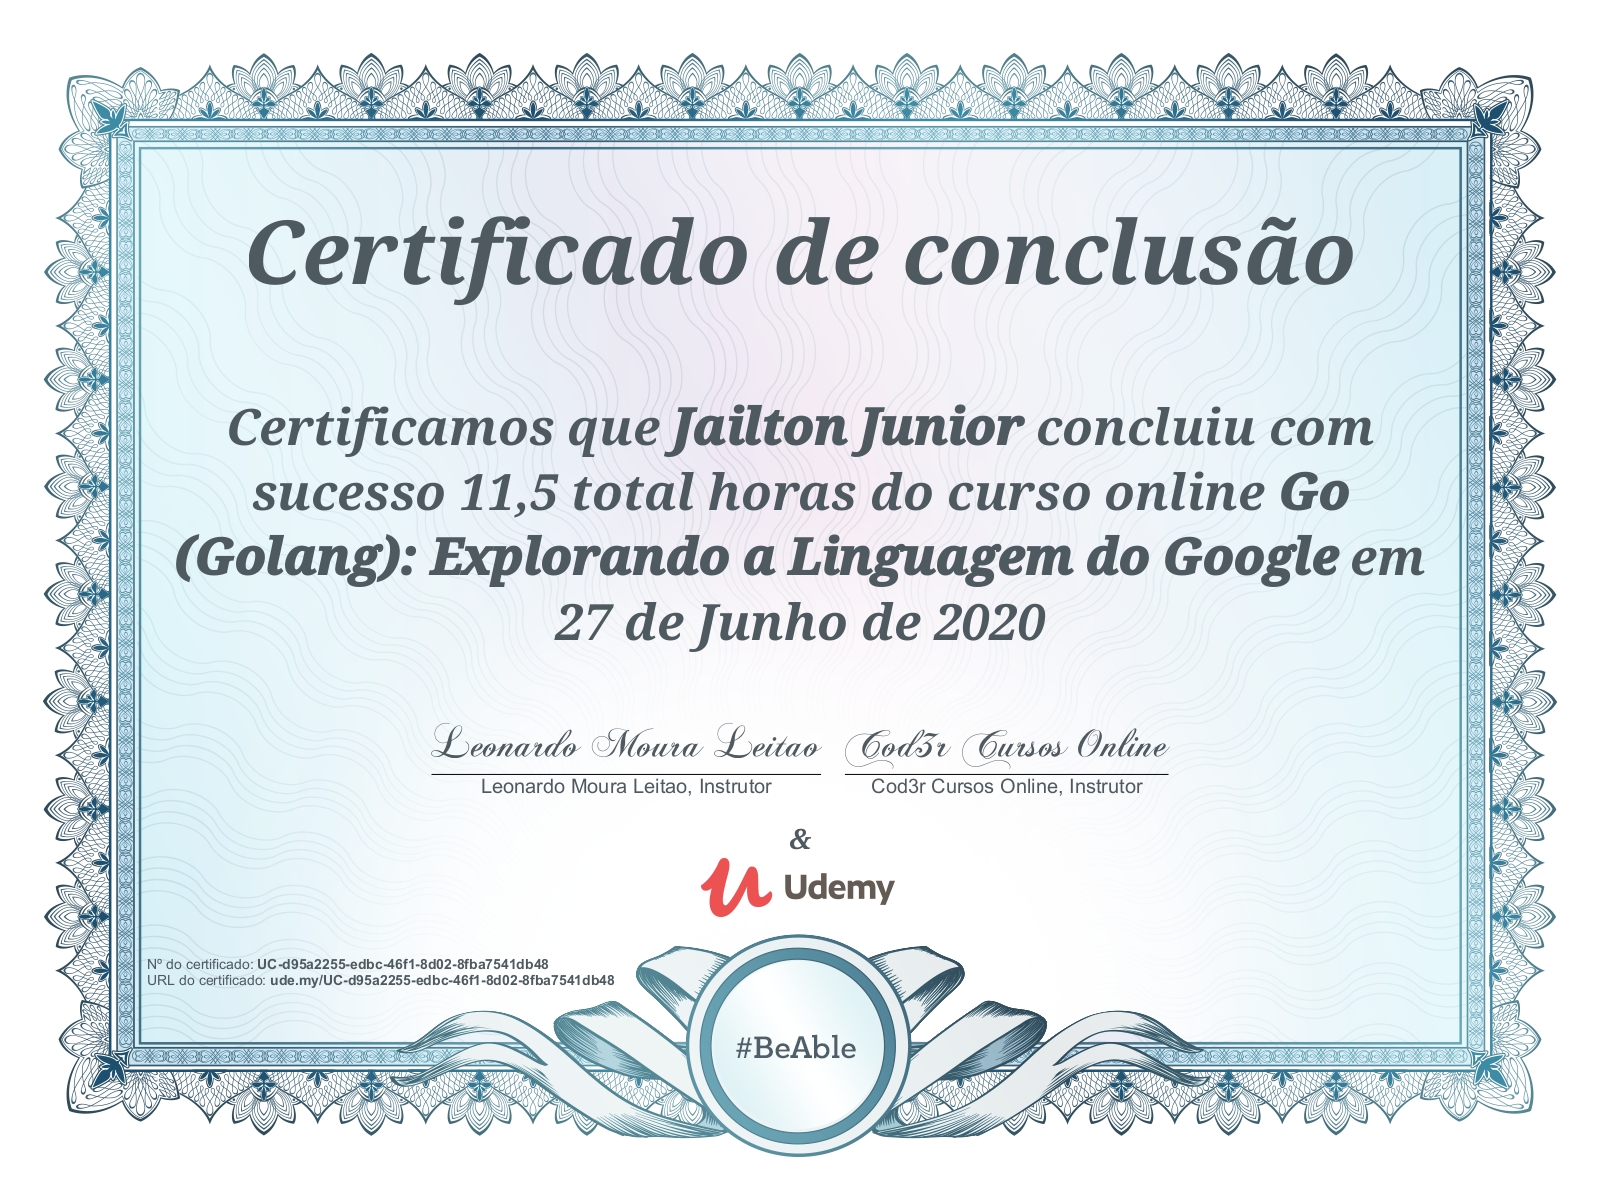 Certificado de conclusão
Certificamos que Jailton Junior concluiu com
sucesso 11,5 total horas do curso online Go
(Golang): Explorando a Linguagem do Google em
27 de Junho de 2020
Leonardo Moura Leitao Cod3r Cursos Online
Leonardo Moura Leitao, Instrutor Cod3r Cursos Online, Instrutor
&
Udemy
Nº do certificado: UC-d95a2255-edbc-46f1-8d02-8fba7541db48
URL do certificado: ude.my/UC-d95a2255-edbc-46f1-8d02-8fba7541db48
#BeAble